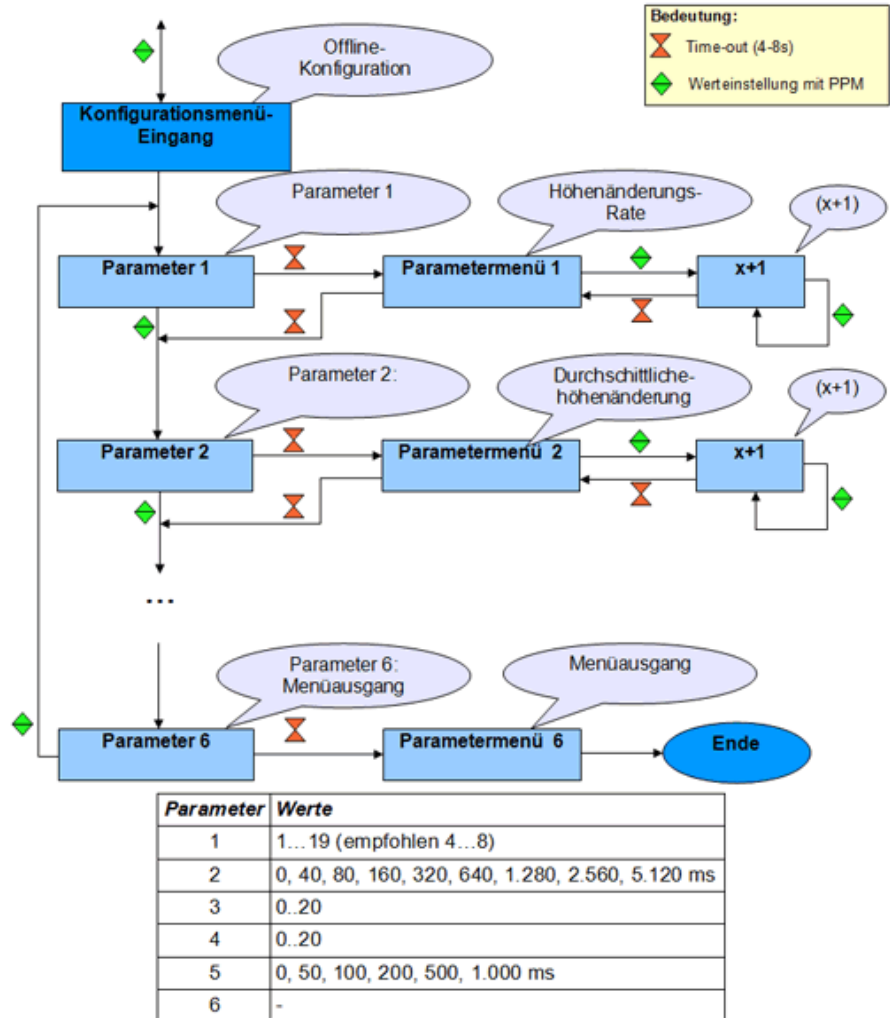 Bedeutung:
Time-out (4-8s)
Werteinstellung mit PPM
Offline-
Konfiguration
Konfigurationsmenü-
Eingang
Parameter 1
Höhenänderungs-
Rate
(x+1)
Parameter 1
Parametermenü 1
x+1
Parameter 2:
Durchschittliche-
höhenänderung
(x+1)
Parameter 2
Parametermenü 2
x+1
...
Parameter 6:
Menüausgang
Menüausgang
Parameter 6
Parametermenü 6
Ende
Parameter Werte
1 1...19 (empfohlen 4...8)
2 0, 40, 80, 160, 320, 640, 1.280, 2.560, 5.120 ms
3 0..20
4 0..20
5 0, 50, 100, 200, 500, 1.000 ms
6 -